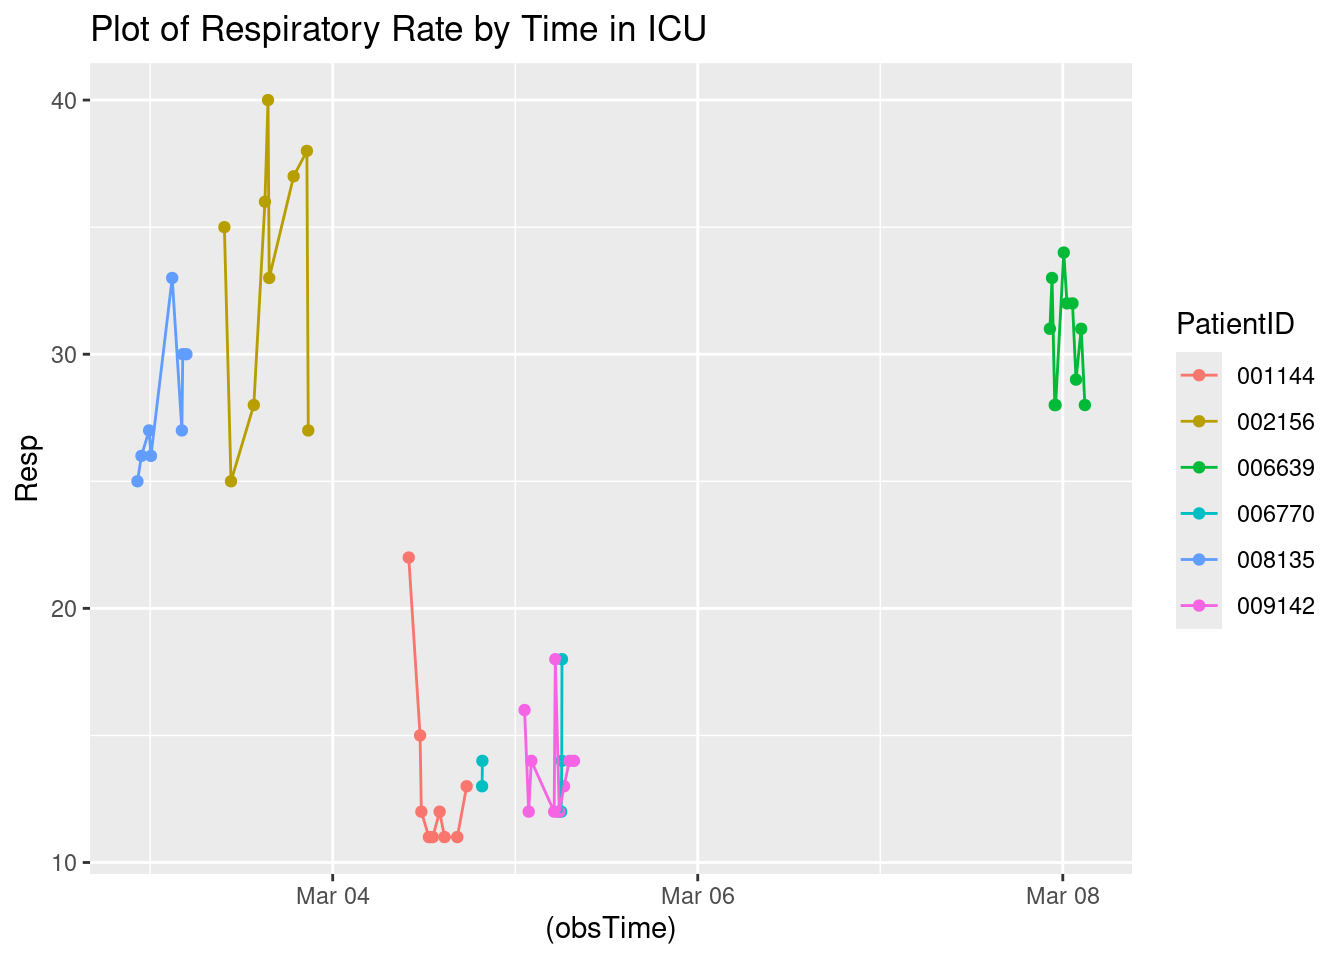 Plot of Respiratory Rate by Time in ICU
40
30
20
10
Resp
Mar 04
Mar 06
Mar 08
(obsTime)
PatientID
001144
002156
006639
006770
008135
009142